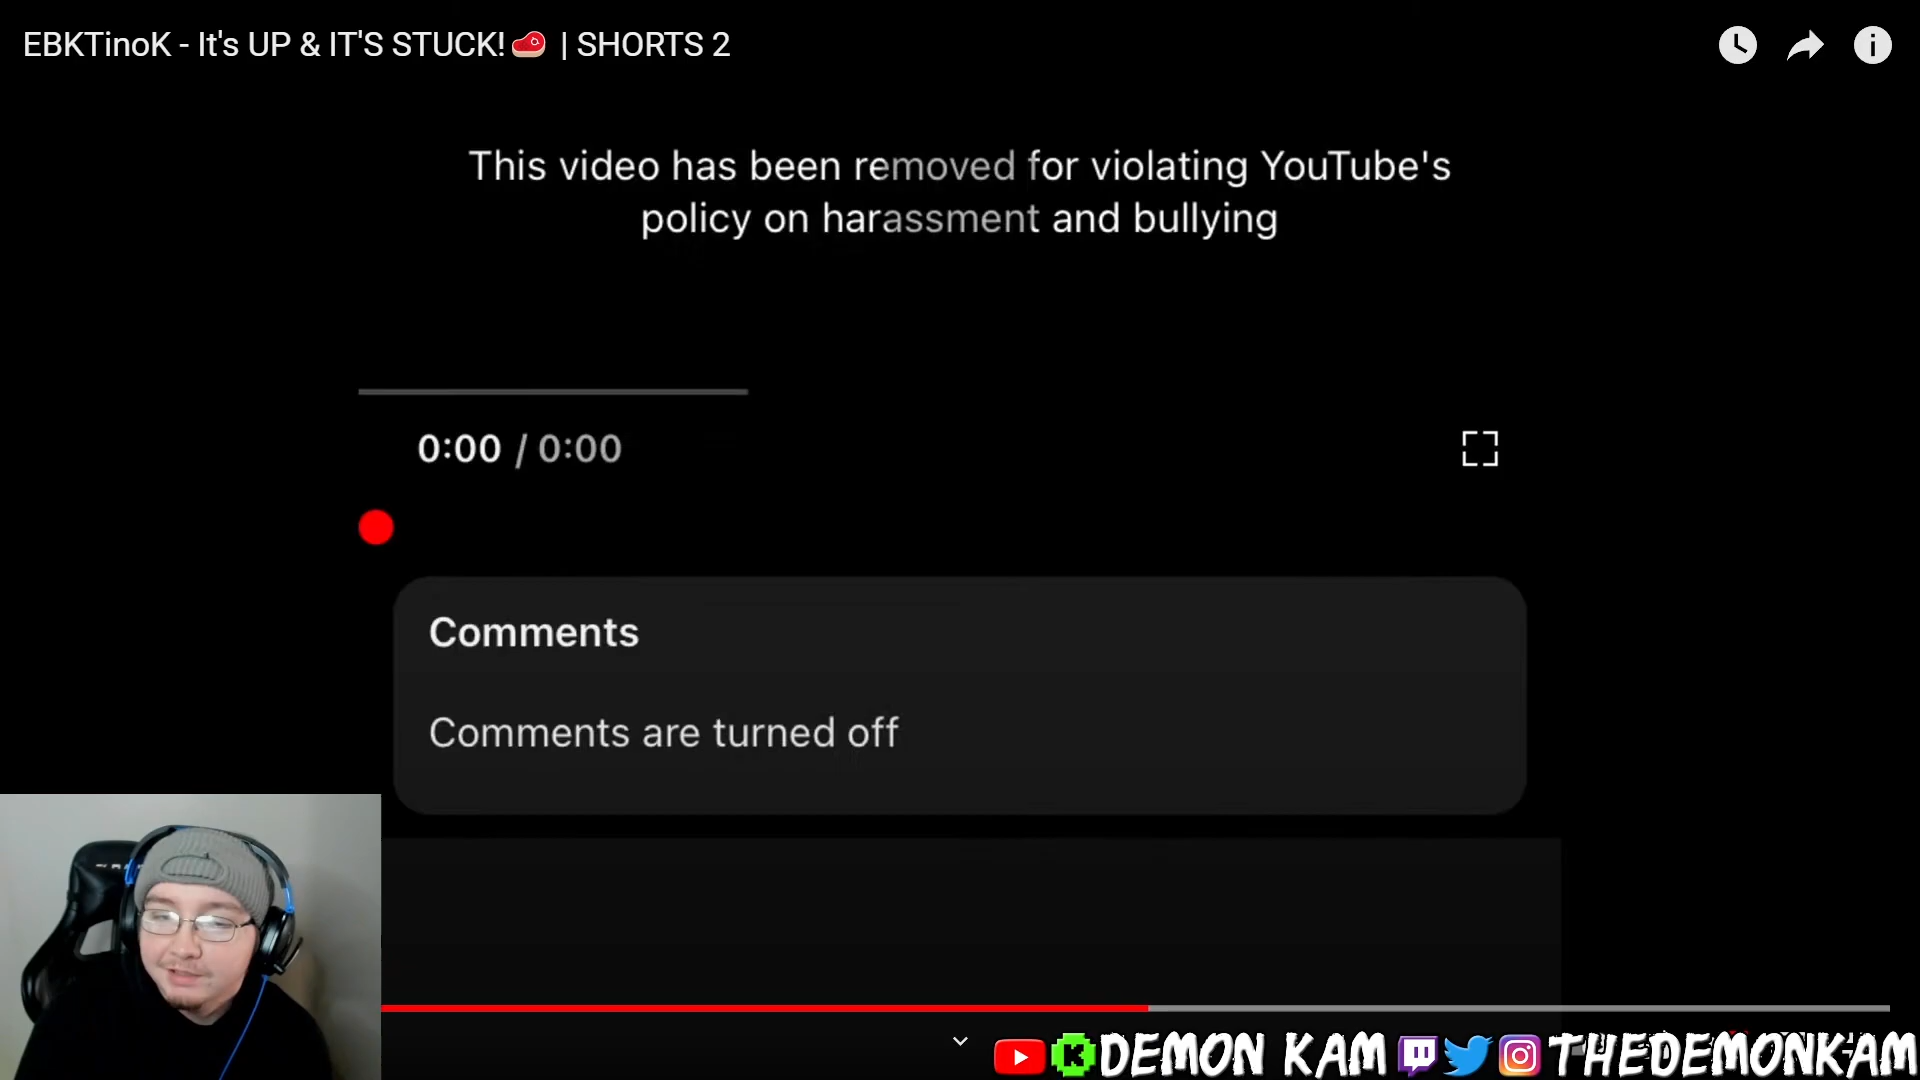 EBKTinoK - It's UP & IT'S STUCK!🥩 | SHORTS 2
This video has been removed for violating YouTube's
policy on harassment and bullying
0:00 / 0:00
Comments
Comments are turned off
DEMON KAM THEDEMONKAM